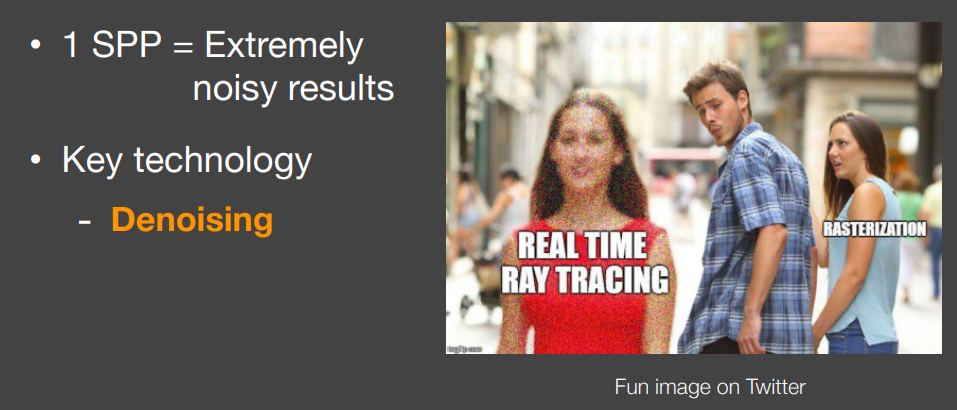 • 1 SPP = Extremely
noisy results
• Key technology
- Denoising
REAL TIME
RAY TRACING
RASTERIZATION
imgflip.com
Fun image on Twitter